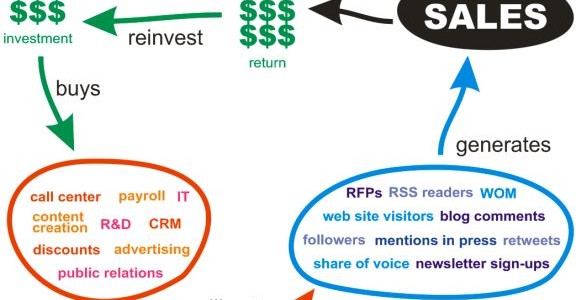 $$$
investment
reinvest
$$$
$$$
return
SALES
buys
generates
call center payroll IT
content
creation R&D CRM
discounts advertising
public relations
RFPs RSS readers WOM
web site visitors blog comments
followers mentions in press retweets
share of voice newsletter sign-ups